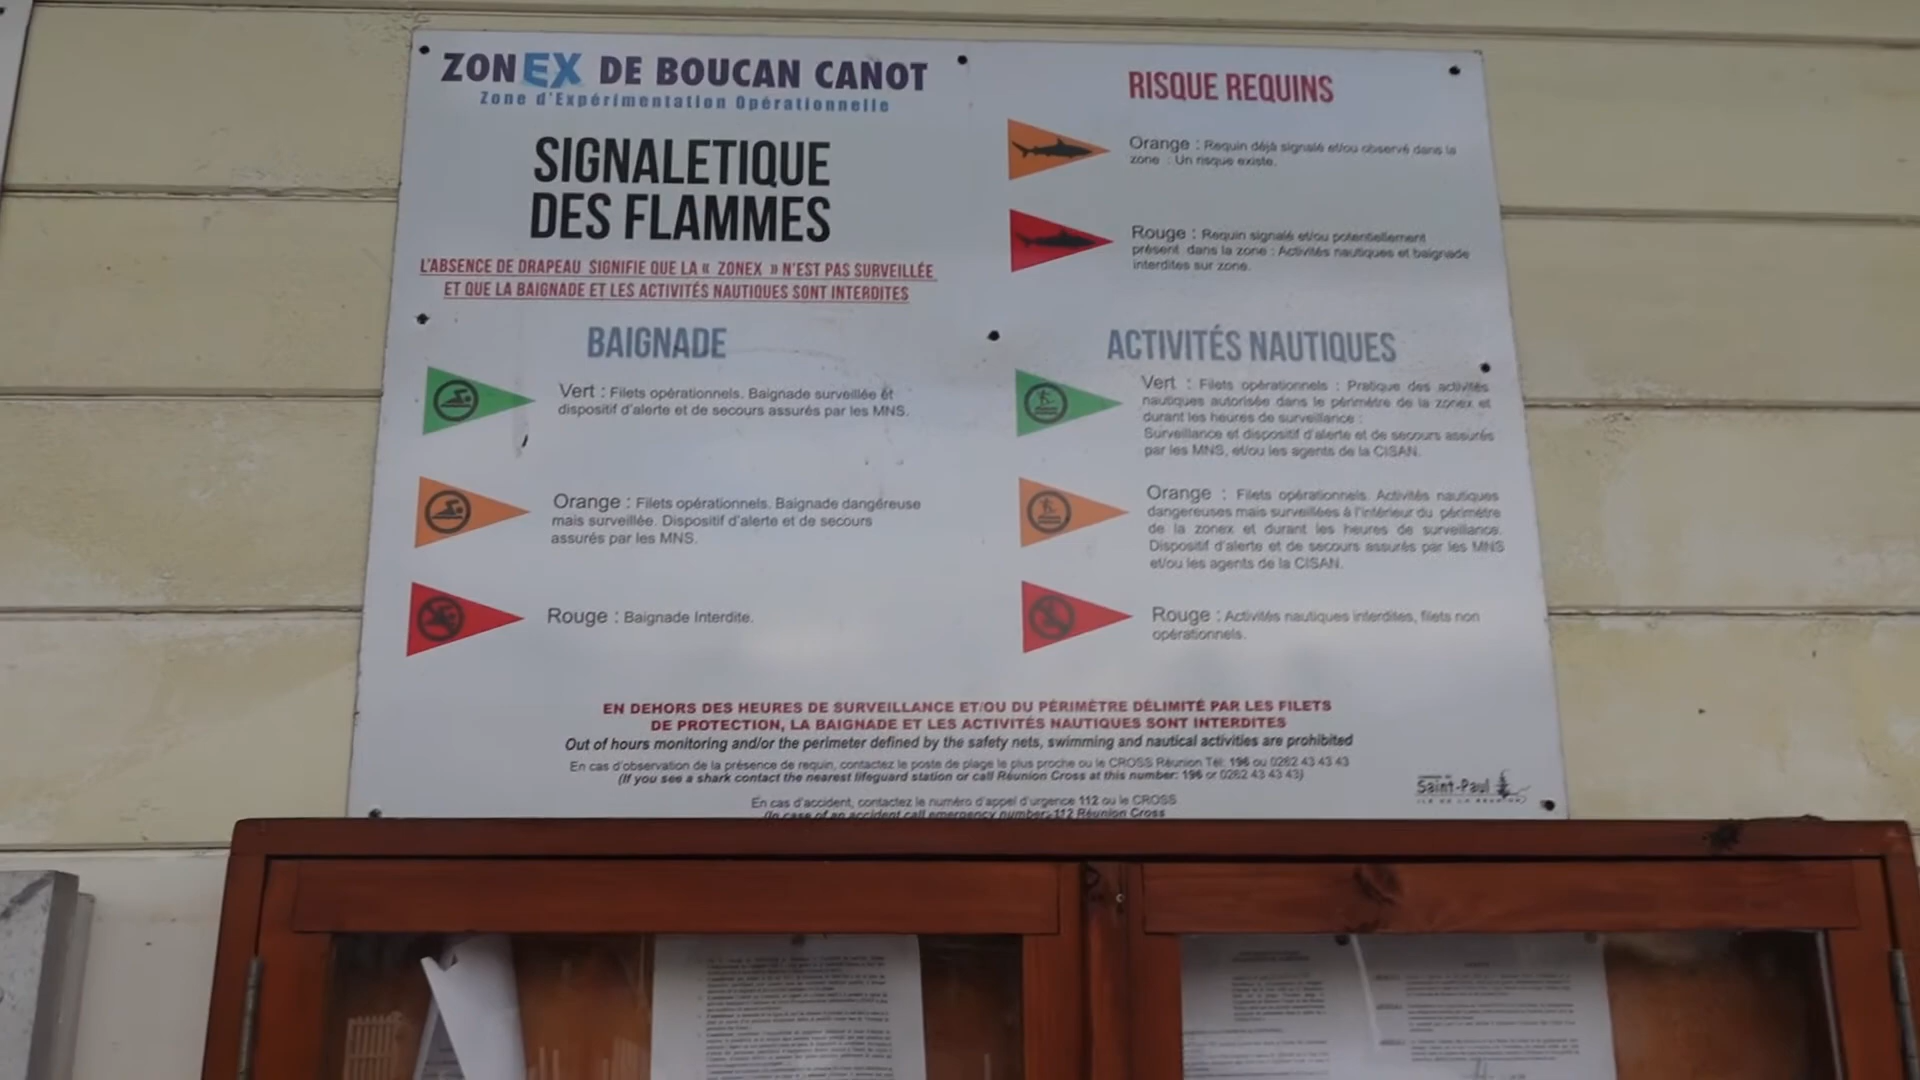 ZONEX DE BOUCAN CANOT
Zone d'Expérimentation Opérationnelle
SIGNALETIQUE
DES FLAMMES
L'ABSENCE DE DRAPEAU SIGNIFIE QUE LA « ZONEX » N'EST PAS SURVEILLÉE
ET QUE LA BAIGNADE ET LES ACTIVITÉS NAUTIQUES SONT INTERDITES
RISQUE REQUINS
Orange : Requin déjà signalé et/ou observé dans la
zone : Un risque existe.
Rouge : Requin signalé et/ou potentiellement
présent dans la zone : Activités nautiques et baignade
interdites sur zone.
BAIGNADE
Vert : Filets opérationnels. Baignade surveillée et
dispositif d'alerte et de secours assurés par les MNS.
Orange : Filets opérationnels. Baignade dangéreuse
mais surveillée. Dispositif d'alerte et de secours
assurés par les MNS.
Rouge : Baignade Interdite.
ACTIVITÉS NAUTIQUES
Vert : Filets opérationnels : Pratique des activités
nautiques autorisée dans le périmètre de la zonex et
durant les heures de surveillance :
Surveillance et dispositif d'alerte et de secours assurés
par les MNS, et/ou les agents de la CISAN.
Orange : Filets opérationnels. Activités nautiques
dangereuses mais surveillées à l'intérieur du périmètre
de la zonex et durant les heures de surveillance.
Dispositif d'alerte et de secours assurés par les MNS
et/ou les agents de la CISAN.
Rouge : Activités nautiques interdites, filets non
opérationnels.
EN DEHORS DES HEURES DE SURVEILLANCE ET/OU DU PÉRIMÈTRE DÉLIMITÉ PAR LES FILETS
DE PROTECTION, LA BAIGNADE ET LES ACTIVITÉS NAUTIQUES SONT INTERDITES
Out of hours monitoring and/or the perimeter defined by the safety nets, swimming and nautical activities are prohibited
En cas d'observation de la présence de requin, contactez le poste de plage le plus proche ou le CROSS Réunion Tél: 196 ou 0262 43 43 43
(If you see a shark contact the nearest lifeguard station or call Réunion Cross at this number: 196 or 0262 43 43 43)
En cas d'accident, contactez le numéro d'appel d'urgence 112 ou le CROSS
(In case of an accident call emergency number: 112 Réunion Cross
Saint-Paul